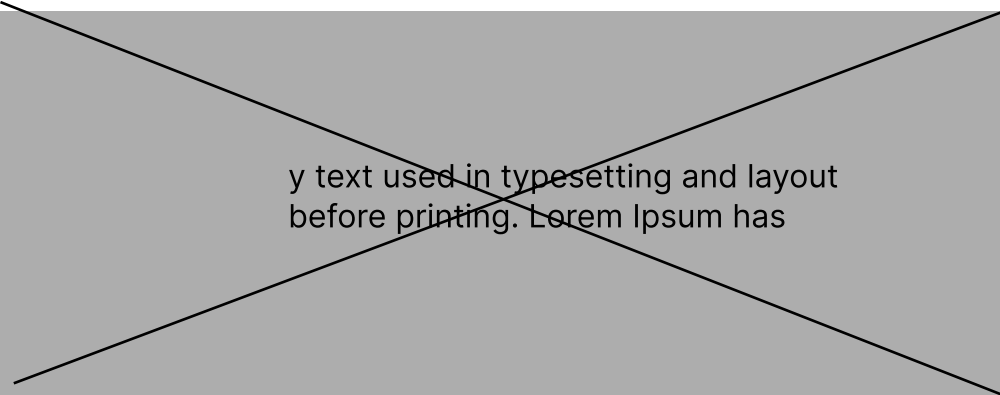 y text used in typesetting and layout
before printing. Lorem Ipsum has